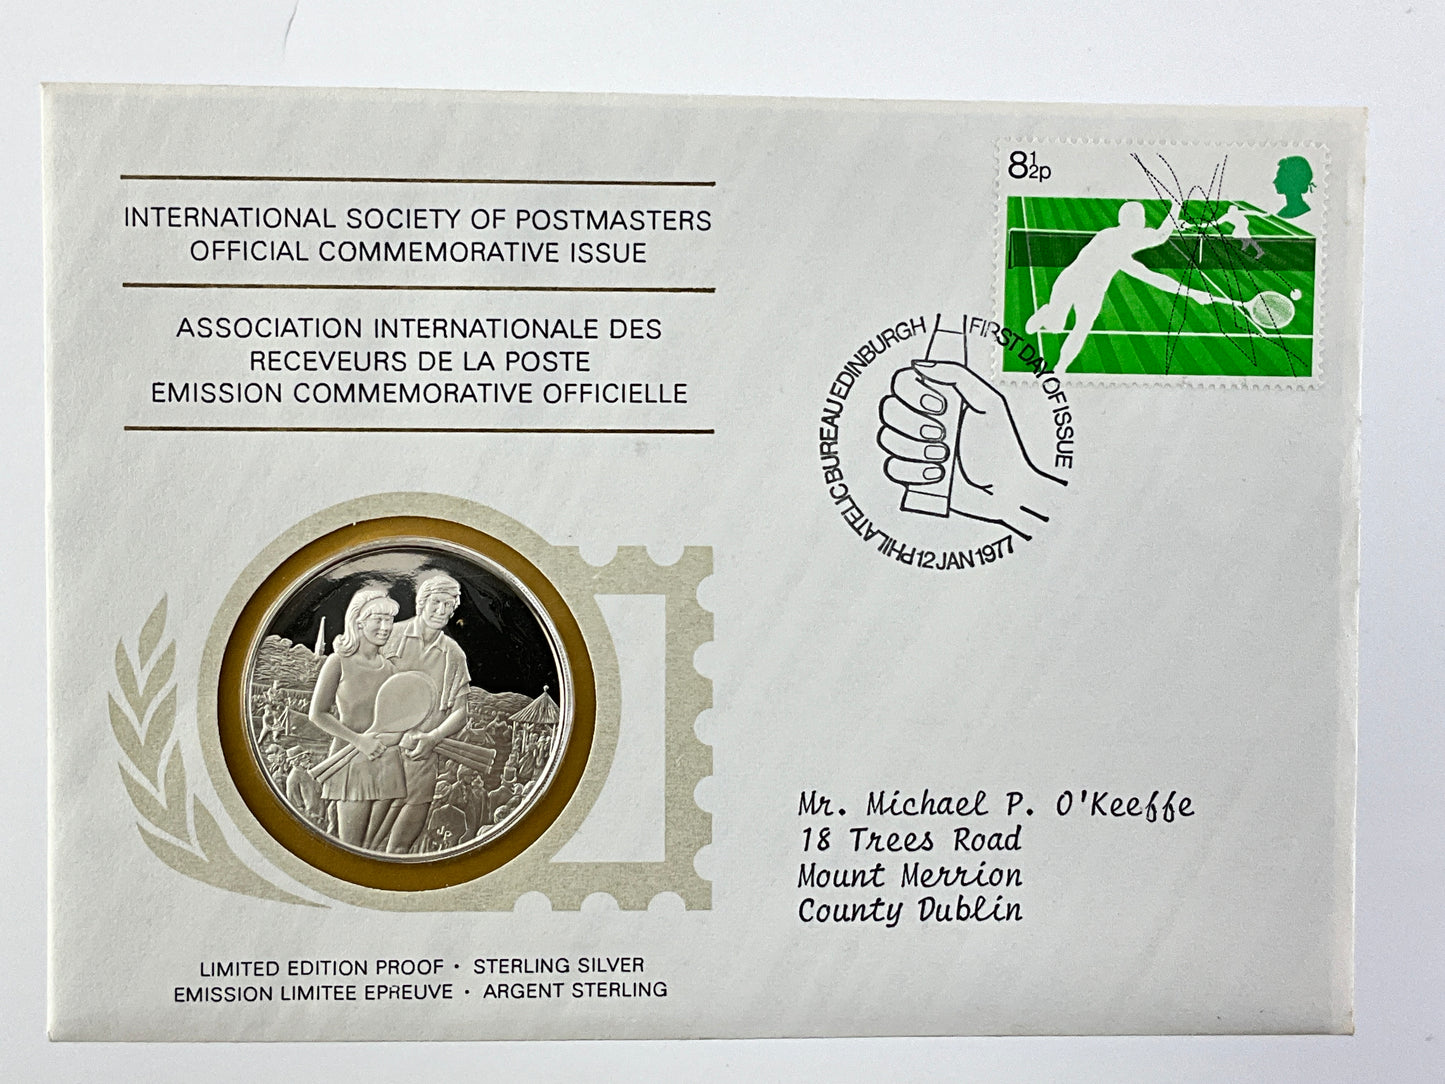 INTERNATIONAL SOCIETY OF POSTMASTERS
OFFICIAL COMMEMORATIVE ISSUE
ASSOCIATION INTERNATIONALE DES
RECEVEURS DE LA POSTE
EMISSION COMMEMORATIVE OFFICIELLE
8½p
PHILATELIC BUREAU EDINBURGH
FIRST DAY OF ISSUE
12 JAN 1977
JP
Mr. Michael P. O'Keeffe
18 Trees Road
Mount Merrion
County Dublin
LIMITED EDITION PROOF · STERLING SILVER
EMISSION LIMITEE EPREUVE · ARGENT STERLING